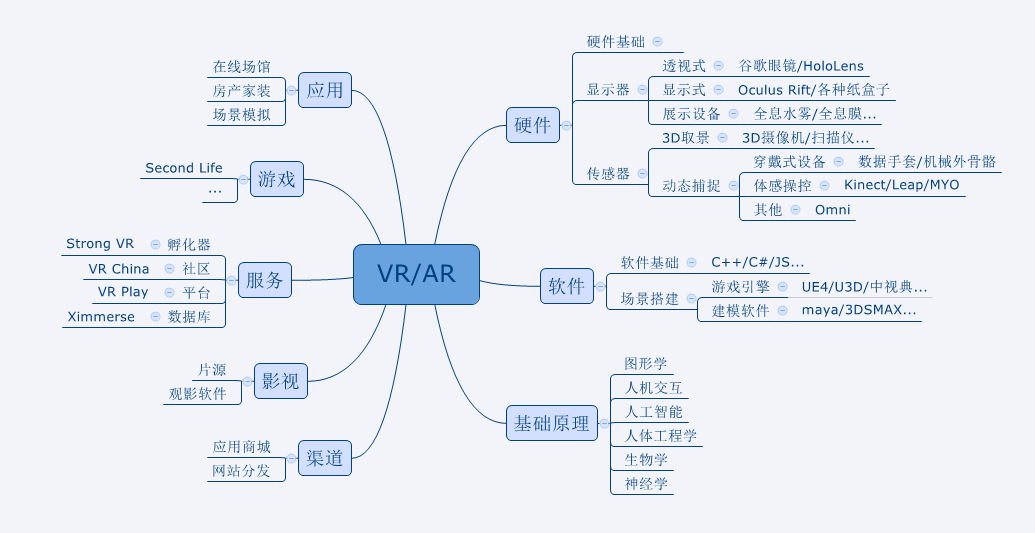 VR/AR
应用
在线场馆
房产家装
场景模拟
游戏
Second Life
...
服务
Strong VR 孵化器
VR China 社区
VR Play 平台
Ximmerse 数据库
影视
片源
观影软件
渠道
应用商城
网站分发
硬件
硬件基础
显示器
透视式 谷歌眼镜/HoloLens
显示式 Oculus Rift/各种纸盒子
展示设备 全息水雾/全息膜...
传感器
3D取景 3D摄像机/扫描仪...
动态捕捉
穿戴式设备 数据手套/机械外骨骼
体感操控 Kinect/Leap/MYO
其他 Omni
软件
软件基础 C++/C#/JS...
场景搭建
游戏引擎 UE4/U3D/中视典...
建模软件 maya/3DSMAX...
基础原理
图形学
人机交互
人工智能
人体工程学
生物学
神经学